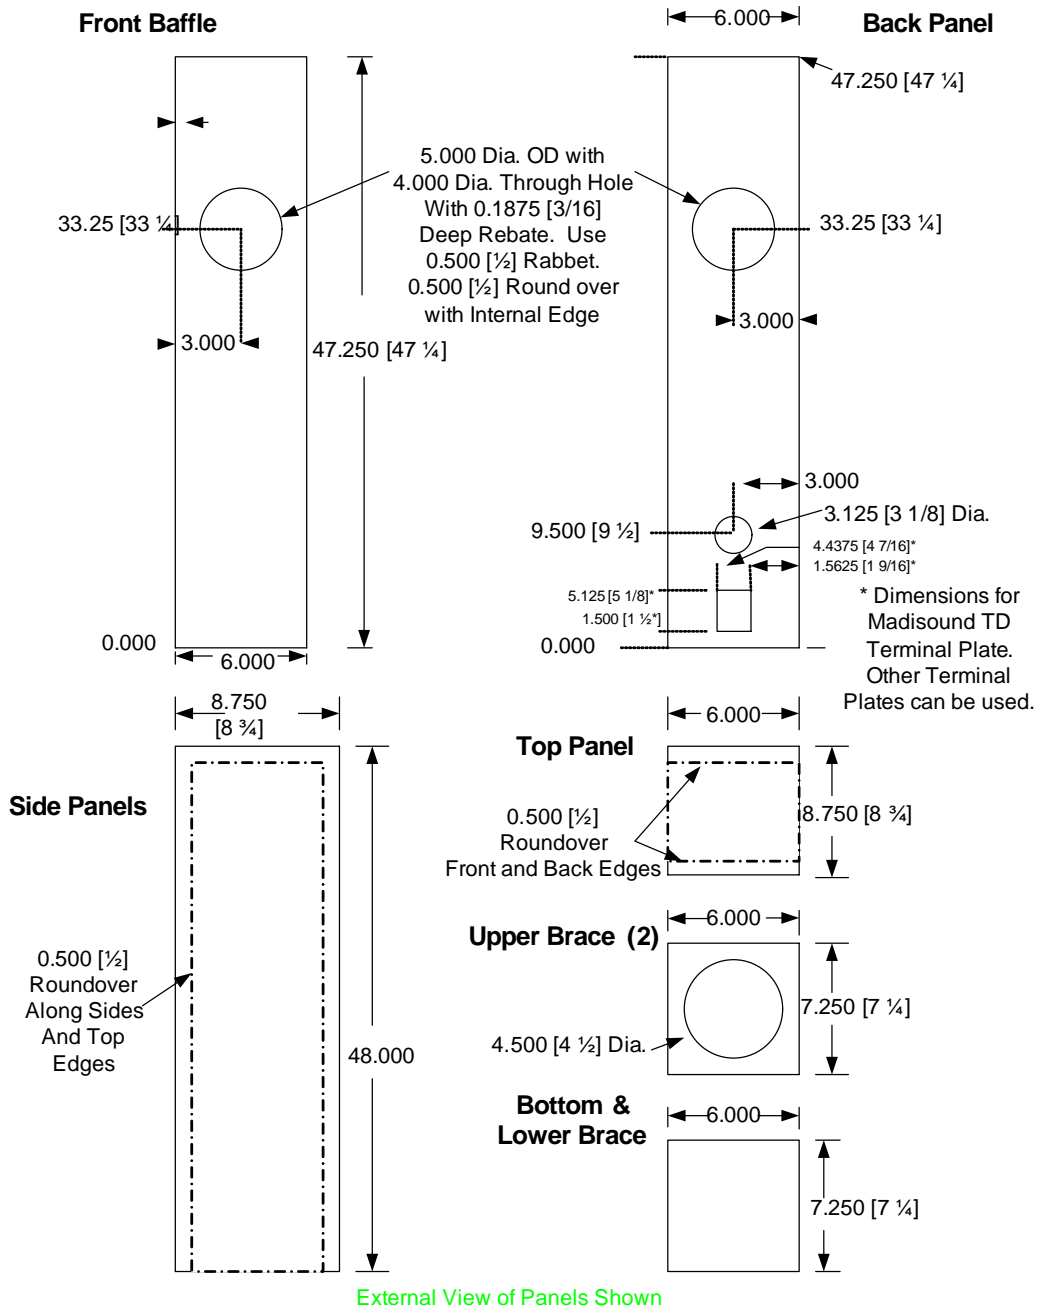 Front Baffle
6.000
Back Panel
47.250 [47 ¼]
5.000 Dia. OD with
4.000 Dia. Through Hole
With 0.1875 [3/16]
Deep Rebate. Use
0.500 [½] Rabbet.
0.500 [½] Round over
with Internal Edge
33.25 [33 ¼]
33.25 [33 ¼]
3.000
3.000
47.250 [47 ¼]
3.000
3.125 [3 1/8] Dia.
9.500 [9 ½]
4.4375 [4 7/16]*
1.5625 [1 9/16]*
5.125 [5 1/8]*
1.500 [1 ½*]
* Dimensions for
Madisound TD
Terminal Plate.
Other Terminal
Plates can be used.
0.000
0.000
6.000
8.750
[8 ¾]
6.000
Top Panel
Side Panels
0.500 [½]
Roundover
Front and Back Edges
8.750 [8 ¾]
6.000
Upper Brace (2)
0.500 [½]
Roundover
Along Sides
And Top
Edges
7.250 [7 ¼]
4.500 [4 ½] Dia.
48.000
Bottom &
Lower Brace
6.000
7.250 [7 ¼]
External View of Panels Shown